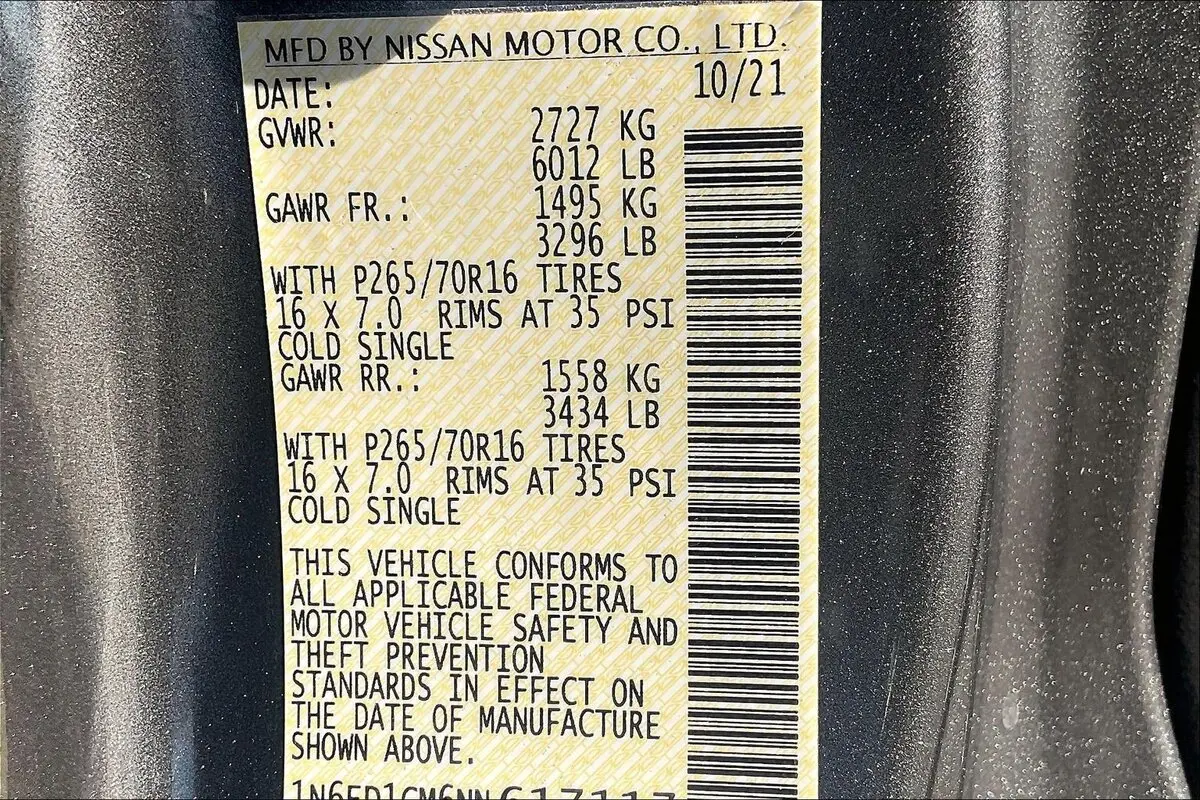 MFD BY NISSAN MOTOR CO., LTD.
DATE: 10/21
GVWR: 2727 KG
6012 LB
GAWR FR.: 1495 KG
3296 LB
WITH P265/70R16 TIRES
16 X 7.0 RIMS AT 35 PSI
COLD SINGLE
GAWR RR.: 1558 KG
3434 LB
WITH P265/70R16 TIRES
16 X 7.0 RIMS AT 35 PSI
COLD SINGLE
THIS VEHICLE CONFORMS TO
ALL APPLICABLE FEDERAL
MOTOR VEHICLE SAFETY AND
THEFT PREVENTION
STANDARDS IN EFFECT ON
THE DATE OF MANUFACTURE
SHOWN ABOVE.